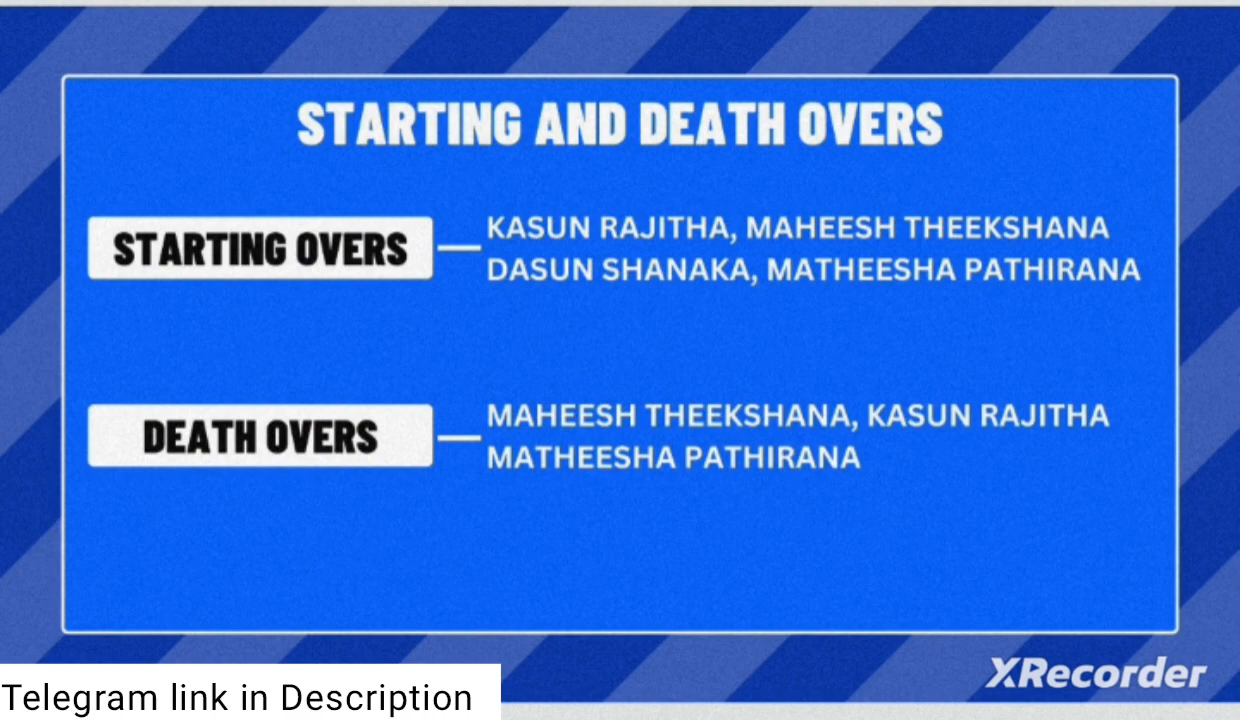 STARTING AND DEATH OVERS
STARTING OVERS
KASUN RAJITHA, MAHEESH THEEKSHANA
DASUN SHANAKA, MATHEESHA PATHIRANA
DEATH OVERS
MAHEESH THEEKSHANA, KASUN RAJITHA
MATHEESHA PATHIRANA
XRecorder
Telegram link in Description